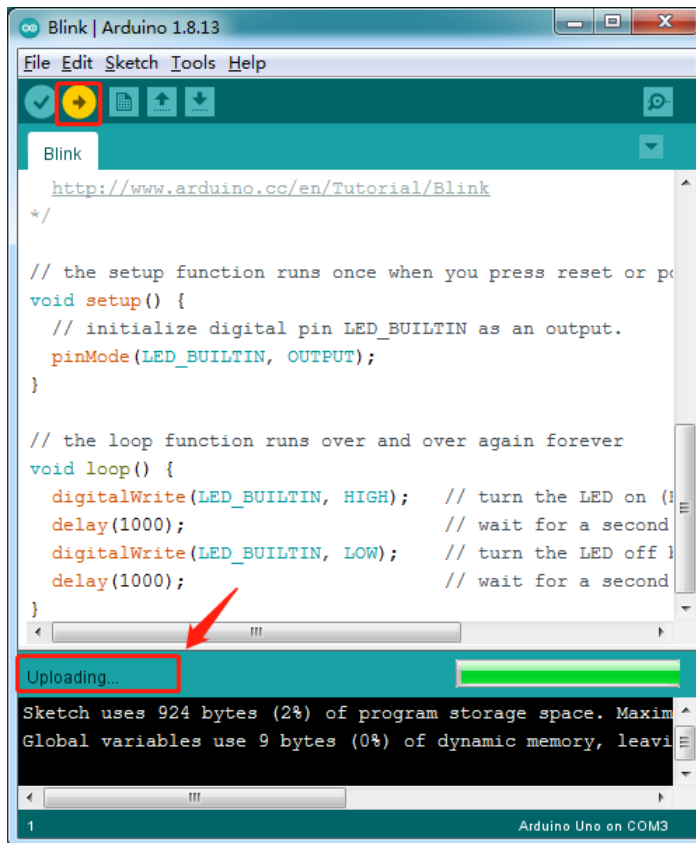 Blink | Arduino 1.8.13
File Edit Sketch Tools Help
Blink
http://www.arduino.cc/en/Tutorial/Blink
*/
// the setup function runs once when you press reset or
void setup() {
// initialize digital pin LED_BUILTIN as an output.
pinMode(LED_BUILTIN, OUTPUT);
}
// the loop function runs over and over again forever
void loop() {
digitalWrite(LED_BUILTIN, HIGH); // turn the LED on
delay(1000); // wait for a second
digitalWrite(LED_BUILTIN, LOW); // turn the LED off
delay(1000); // wait for a second
}
Uploading...
Sketch uses 924 bytes (2%) of program storage space. Maxim
Global variables use 9 bytes (0%) of dynamic memory, leavi
1 Arduino Uno on COM3